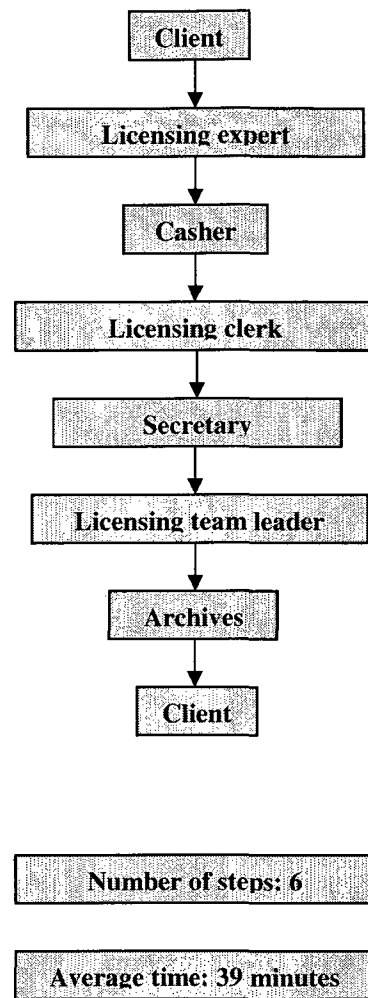 Client
Licensing expert
Casher
Licensing clerk
Secretary
Licensing team leader
Archives
Client
Number of steps: 6
Average time: 39 minutes